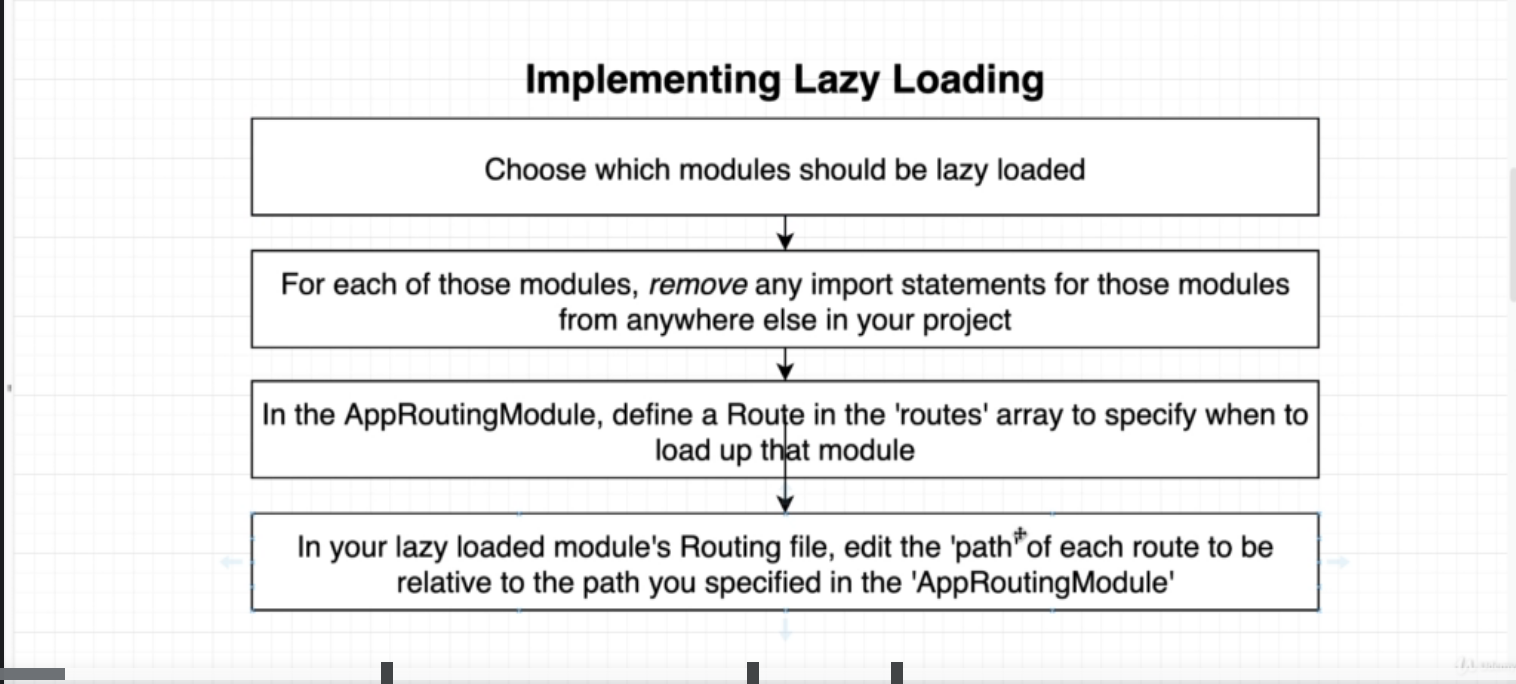 Implementing Lazy Loading
Choose which modules should be lazy loaded
For each of those modules, remove any import statements for those modules
from anywhere else in your project
In the AppRoutingModule, define a Route in the 'routes' array to specify when to
load up that module
In your lazy loaded module's Routing file, edit the 'path' of each route to be
relative to the path you specified in the 'AppRoutingModule'